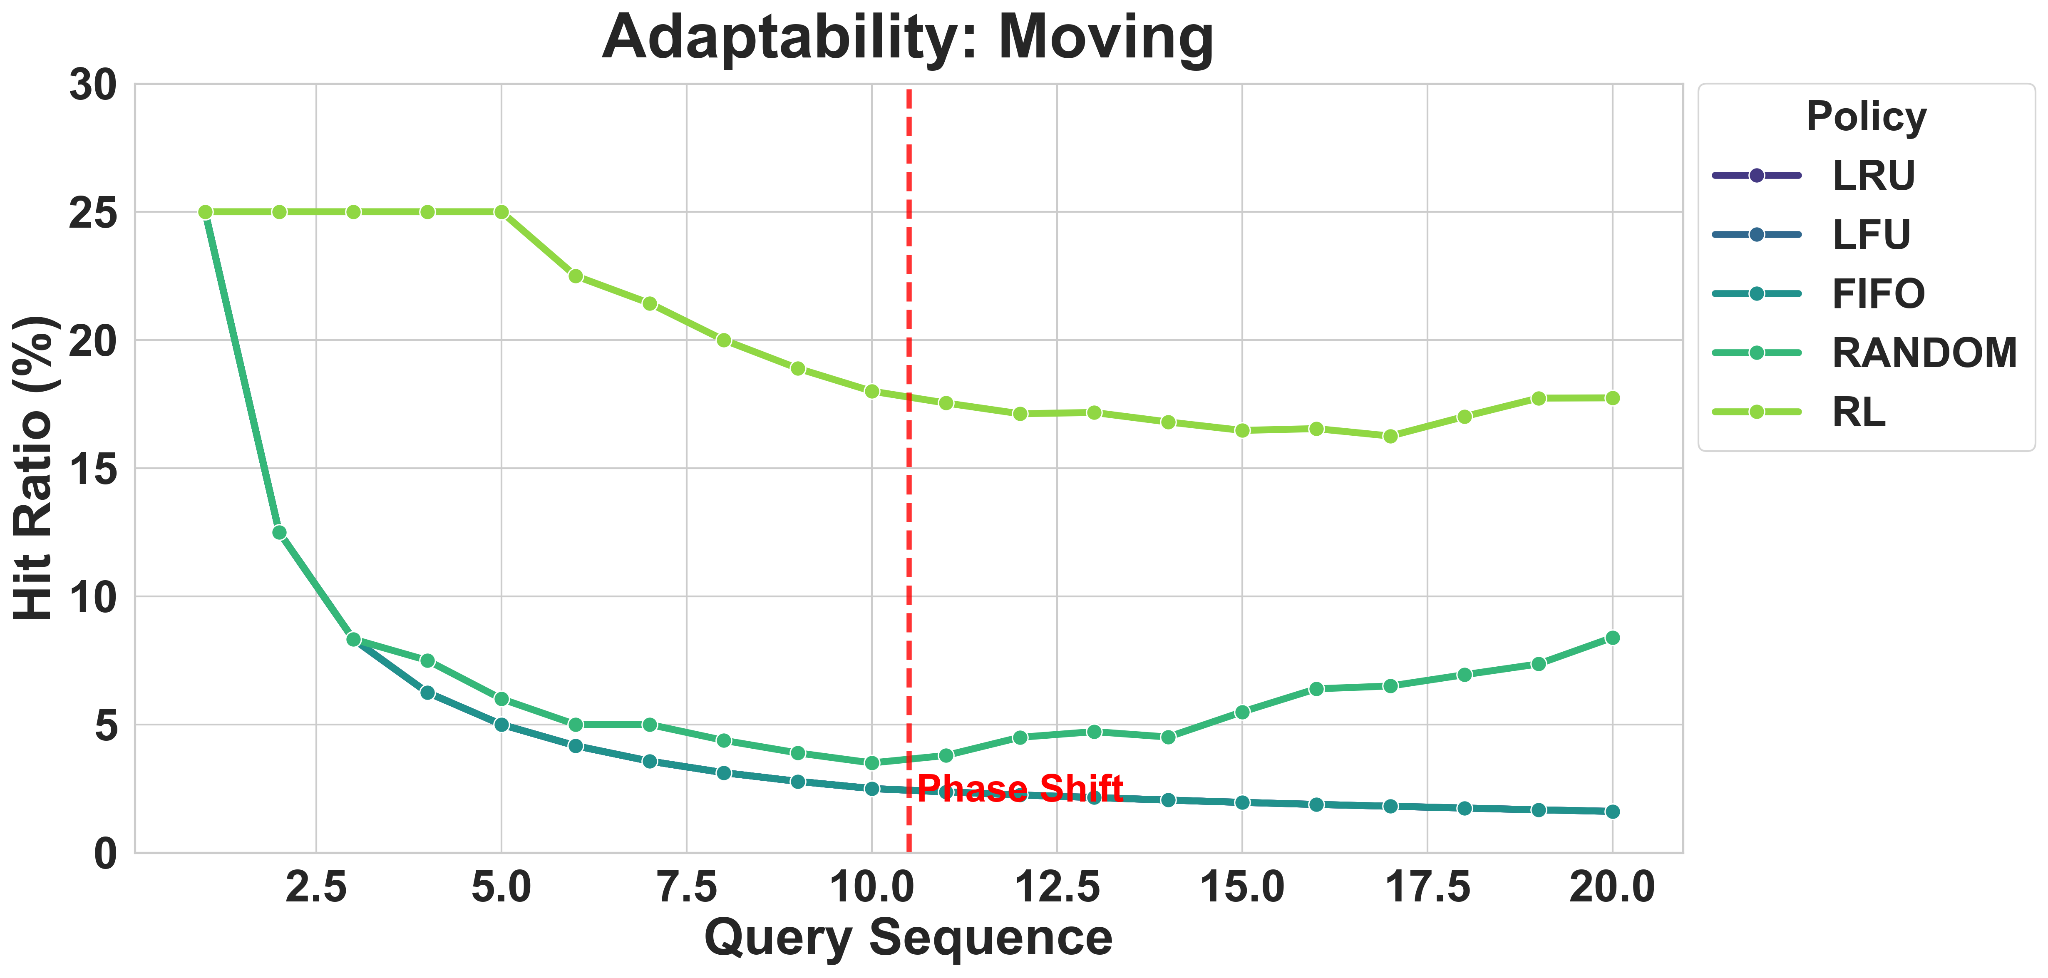 Adaptability: Moving
Hit Ratio (%)
30
25
20
15
10
5
0
Phase Shift
2.5 5.0 7.5 10.0 12.5 15.0 17.5 20.0
Query Sequence
Policy
LRU
LFU
FIFO
RANDOM
RL